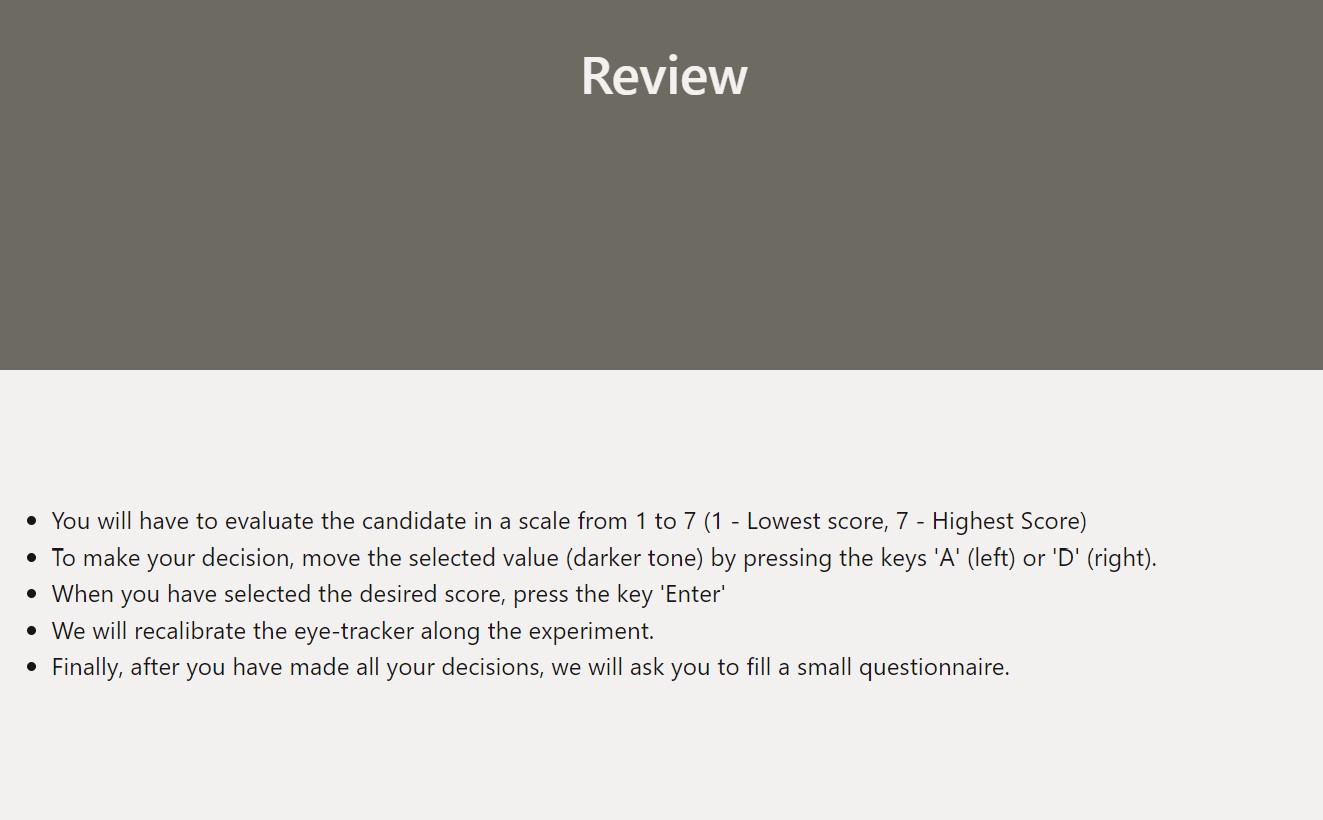 Review
• You will have to evaluate the candidate in a scale from 1 to 7 (1 - Lowest score, 7 - Highest Score)
• To make your decision, move the selected value (darker tone) by pressing the keys 'A' (left) or 'D' (right).
• When you have selected the desired score, press the key 'Enter'
• We will recalibrate the eye-tracker along the experiment.
• Finally, after you have made all your decisions, we will ask you to fill a small questionnaire.